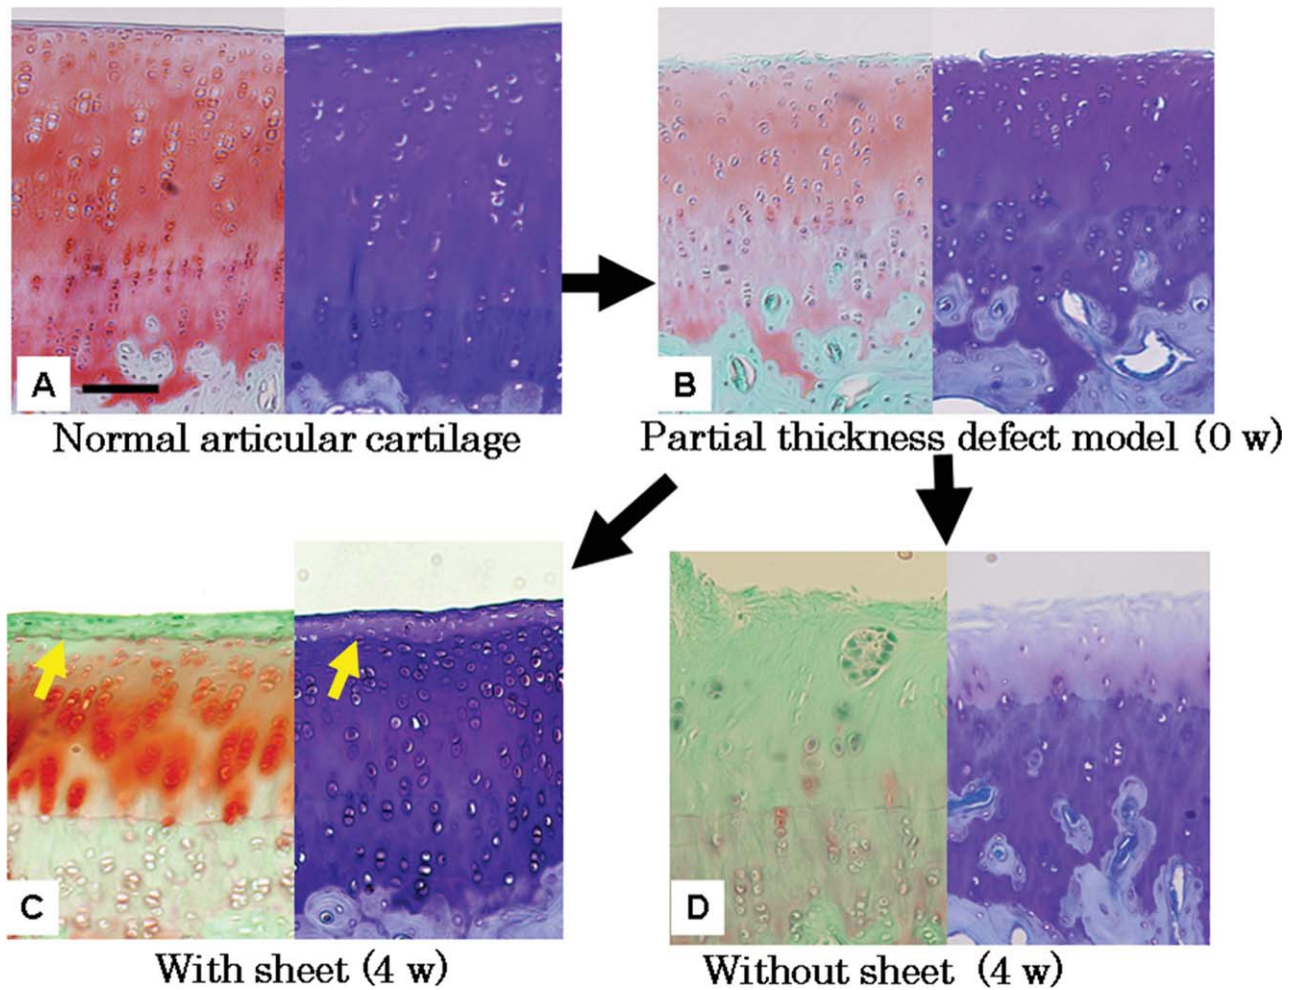 A
Normal articular cartilage
B
Partial thickness defect model (0 w)
C
With sheet (4 w)
D
Without sheet (4 w)